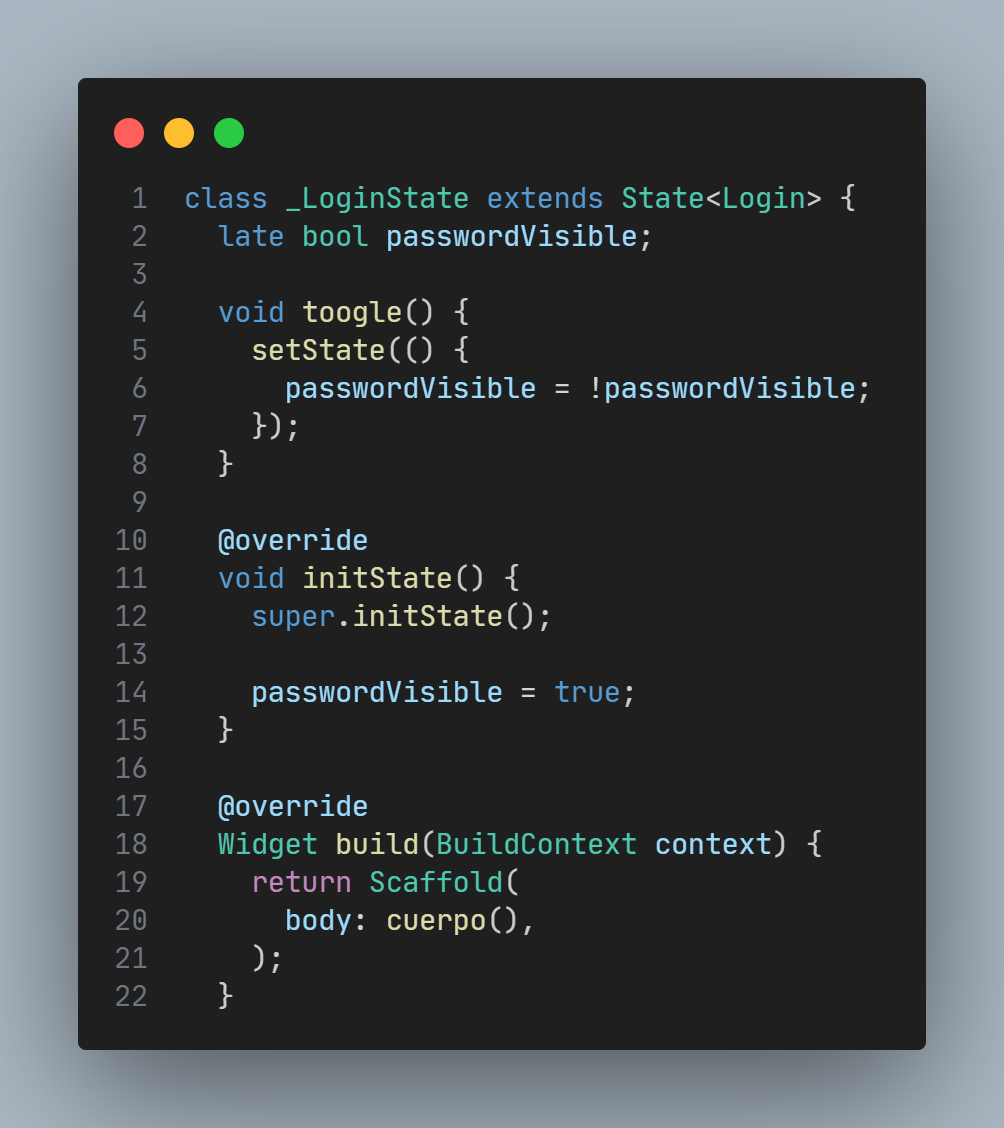 1 class _LoginState extends State<Login> {
2   late bool passwordVisible;
3
4   void toogle() {
5     setState(() {
6       passwordVisible = !passwordVisible;
7     });
8   }
9
10   @override
11   void initState() {
12     super.initState();
13
14     passwordVisible = true;
15   }
16
17   @override
18   Widget build(BuildContext context) {
19     return Scaffold(
20       body: cuerpo(),
21     );
22   }